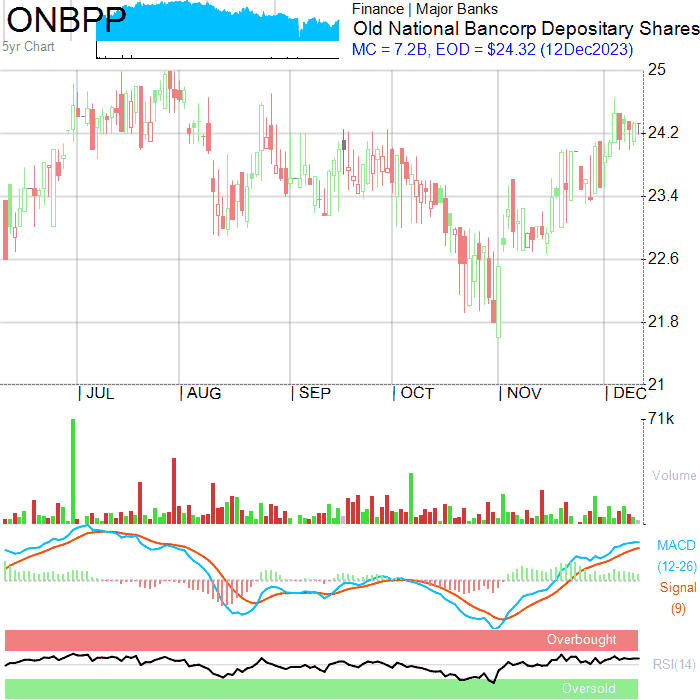 ONBPP
5yr Chart
Finance | Major Banks
Old National Bancorp Depositary Shares
MC = 7.2B, EOD = $24.32 (12Dec2023)
25
24.2
23.4
22.6
21.8
21
JUL
AUG
SEP
OCT
NOV
DEC
71k
Volume
MACD
(12-26)
Signal
(9)
Overbought
RSI(14)
Oversold